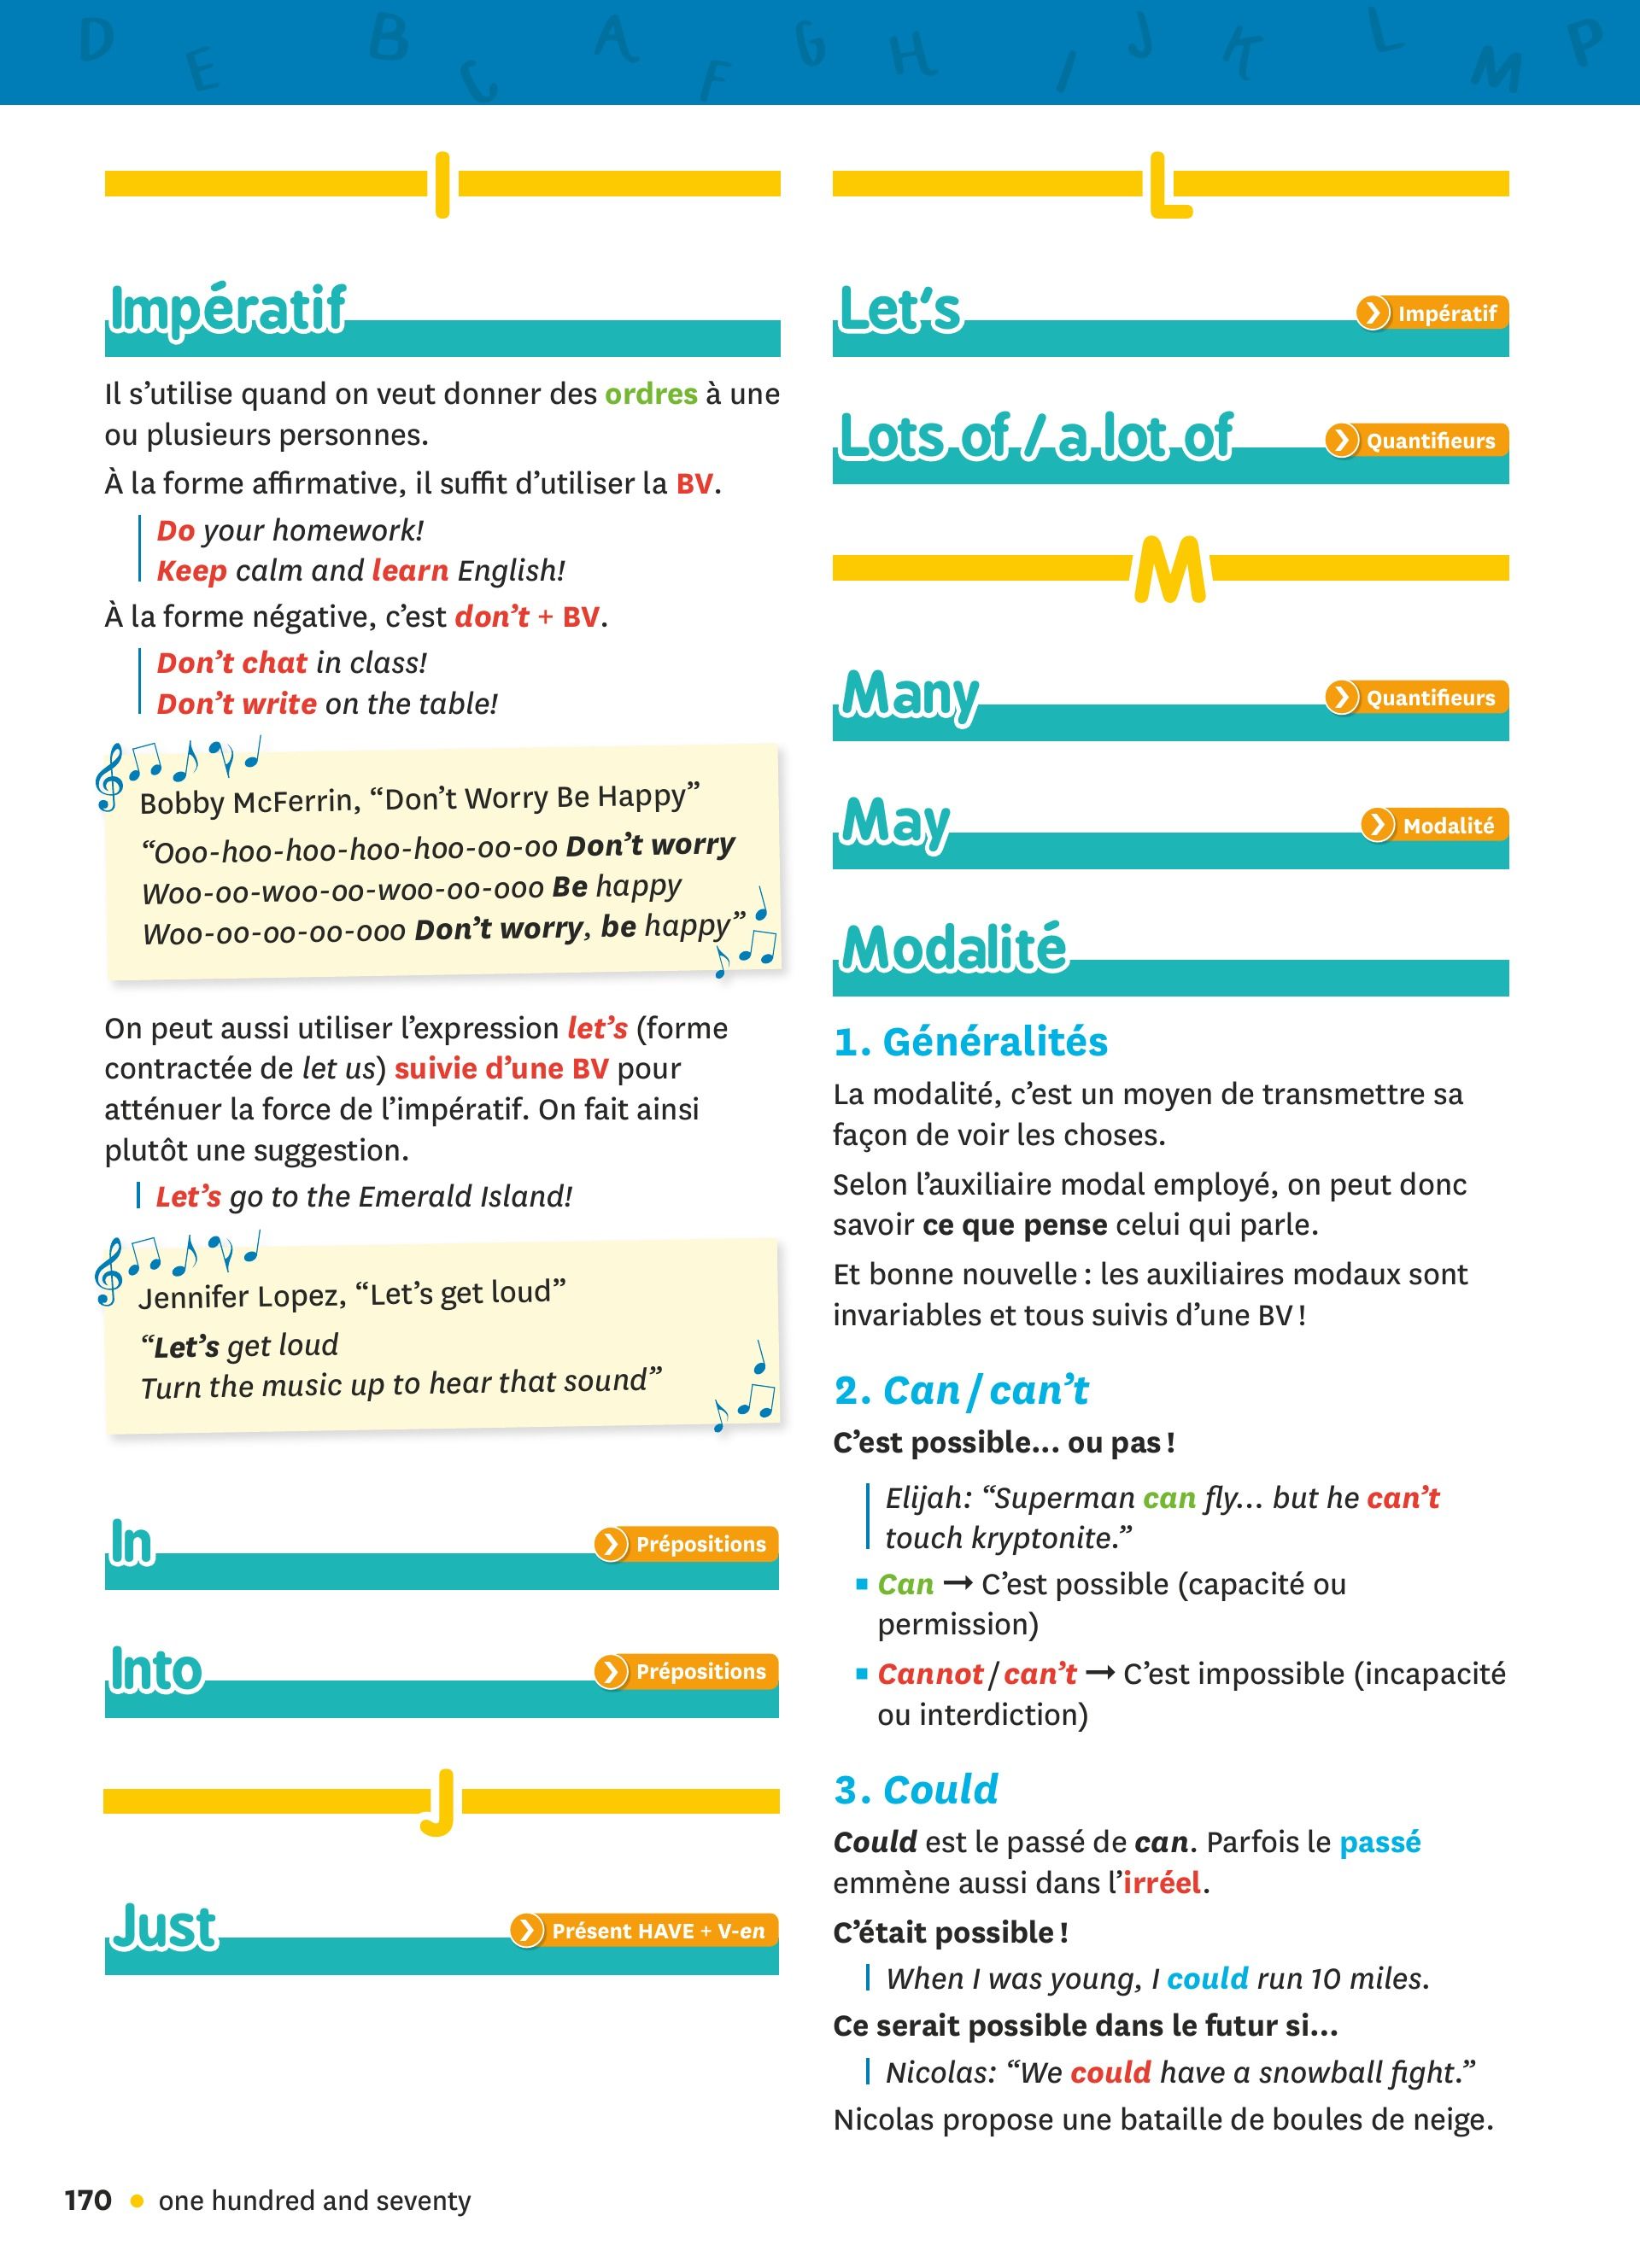 D E B C A F G H I J K L M P
I
Impératif
Il s’utilise quand on veut donner des ordres à une
ou plusieurs personnes.
À la forme affirmative, il suffit d’utiliser la BV.
Do your homework!
Keep calm and learn English!
À la forme négative, c’est don’t + BV.
Don’t chat in class!
Don’t write on the table!
Bobby McFerrin, “Don’t Worry Be Happy”
“Ooo-hoo-hoo-hoo-hoo-oo-oo Don’t worry
Woo-oo-woo-oo-woo-oo-ooo Be happy
Woo-oo-oo-oo-ooo Don’t worry, be happy”
On peut aussi utiliser l’expression let’s (forme
contractée de let us) suivie d’une BV pour
atténuer la force de l’impératif. On fait ainsi
plutôt une suggestion.
Let’s go to the Emerald Island!
Jennifer Lopez, “Let’s get loud”
“Let’s get loud
Turn the music up to hear that sound”
In
Prépositions
Into
Prépositions
J
Just
Présent HAVE + V-en
L
Let’s
Impératif
Lots of / a lot of
Quantifieurs
M
Many
Quantifieurs
May
Modalité
Modalité
1. Généralités
La modalité, c’est un moyen de transmettre sa
façon de voir les choses.
Selon l’auxiliaire modal employé, on peut donc
savoir ce que pense celui qui parle.
Et bonne nouvelle : les auxiliaires modaux sont
invariables et tous suivis d’une BV !
2. Can / can’t
C’est possible... ou pas !
Elijah: “Superman can fly... but he can’t
touch kryptonite.”
▪ Can → C’est possible (capacité ou
permission)
▪ Cannot / can’t → C’est impossible (incapacité
ou interdiction)
3. Could
Could est le passé de can. Parfois le passé
emmène aussi dans l’irréel.
C’était possible !
When I was young, I could run 10 miles.
Ce serait possible dans le futur si...
Nicolas: “We could have a snowball fight.”
Nicolas propose une bataille de boules de neige.
170 • one hundred and seventy